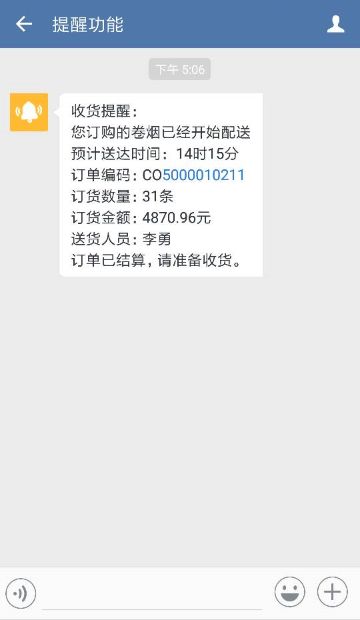 提醒功能
下午 5:06
收货提醒：
您订购的卷烟已经开始配送
预计送达时间：14时15分
订单编码：CO5000010211
订货数量：31条
订货金额：4870.96元
送货人员：李勇
订单已结算，请准备收货。